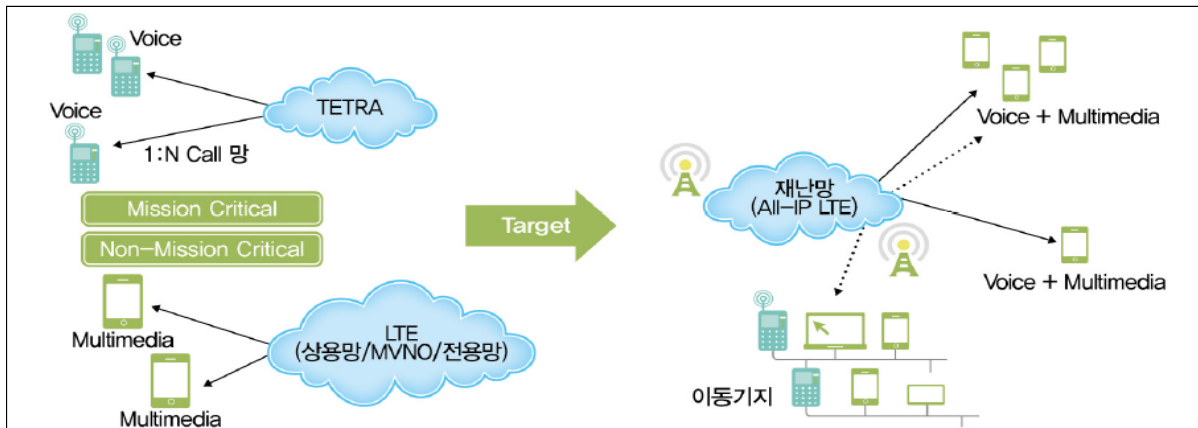 Voice
Voice
TETRA
1:N Call 망
Mission Critical
Non-Mission Critical
Multimedia
Multimedia
LTE
(상용망/MVNO/전용망)
Target
Voice + Multimedia
재난망
(All-IP LTE)
Voice + Multimedia
이동기지